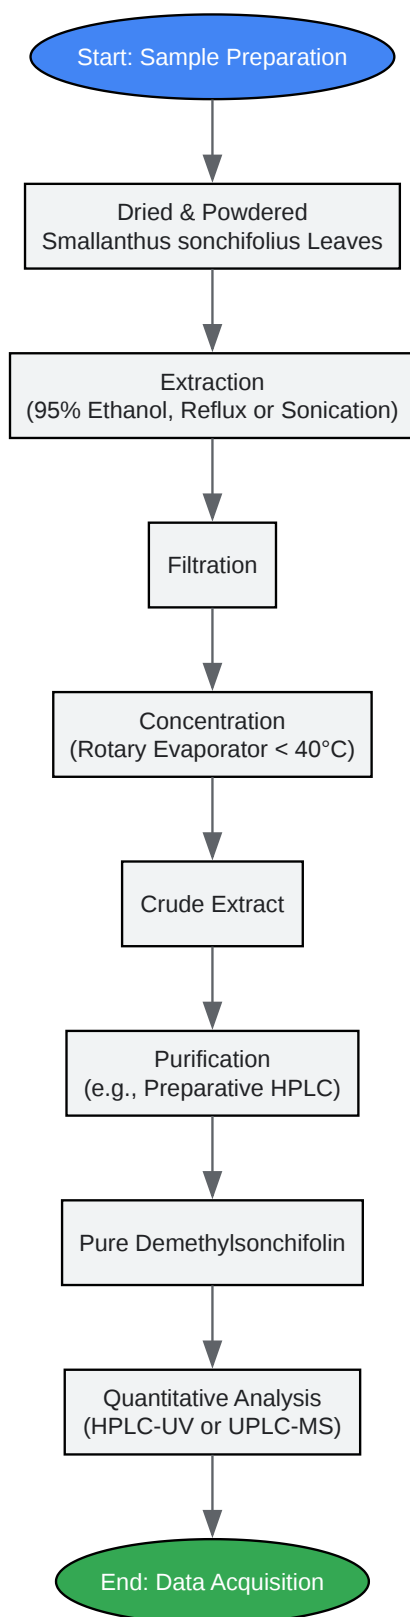 Start: Sample Preparation
Dried & Powdered
Smallanthus sonchifolius Leaves
Extraction
(95% Ethanol, Reflux or Sonication)
Filtration
Concentration
(Rotary Evaporator < 40°C)
Crude Extract
Purification
(e.g., Preparative HPLC)
Pure Demethylsonchifolin
Quantitative Analysis
(HPLC-UV or UPLC-MS)
End: Data Acquisition